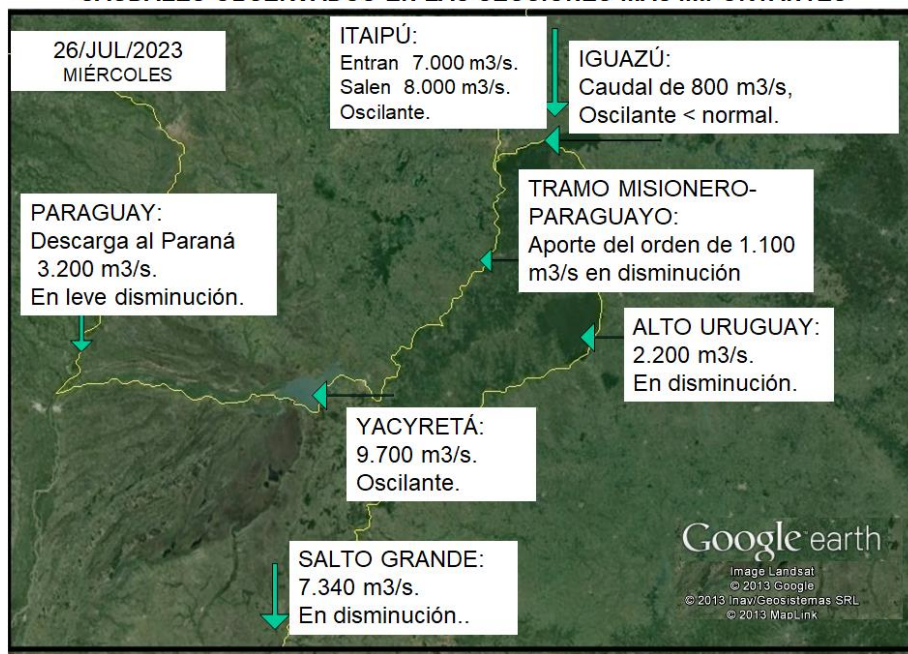 26/JUL/2023
MIÉRCOLES
ITAIPÚ:
Entran 7.000 m3/s.
Salen 8.000 m3/s.
Oscilante.
IGUAZÚ:
Caudal de 800 m3/s,
Oscilante < normal.
TRAMO MISIONERO-
PARAGUAYO:
Aporte del orden de 1.100
m3/s en disminución
PARAGUAY:
Descarga al Paraná
3.200 m3/s.
En leve disminución.
ALTO URUGUAY:
2.200 m3/s.
En disminución.
YACYRETÁ:
9.700 m3/s.
Oscilante.
SALTO GRANDE:
7.340 m3/s.
En disminución..
Google earth
Image Landsat
© 2013 Google
© 2013 Inav/Geosistemas SRL
© 2013 MapLink